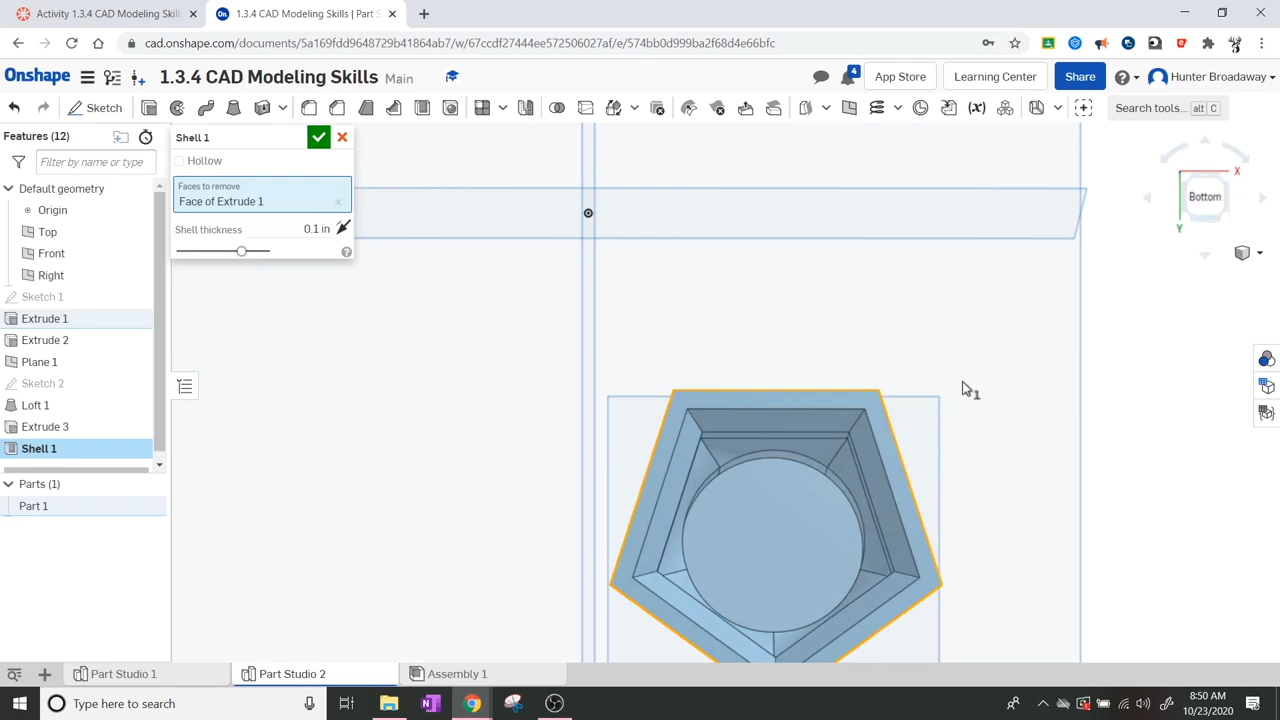 Activity 1.3.4 CAD Modeling Skill
1.3.4 CAD Modeling Skills | Part S
cad.onshape.com/documents/5a169fdd9648729b41864ab7/w/67ccdf27444ee572506027af/e/574bb0d999ba2f68d4e66bfc
Onshape
1.3.4 CAD Modeling Skills
Main
4
App Store
Learning Center
Share
Hunter Broadaway
Sketch
Search tools...
alt
C
Features (12)
Filter by name or type
Default geometry
Origin
Top
Front
Right
Sketch 1
Extrude 1
Extrude 2
Plane 1
Sketch 2
Loft 1
Extrude 3
Shell 1
Parts (1)
Part 1
Shell 1
Hollow
Faces to remove
Face of Extrude 1
Shell thickness
0.1 in
X
Bottom
Y
1
Part Studio 1
Part Studio 2
Assembly 1
Type here to search
8:50 AM
10/23/2020